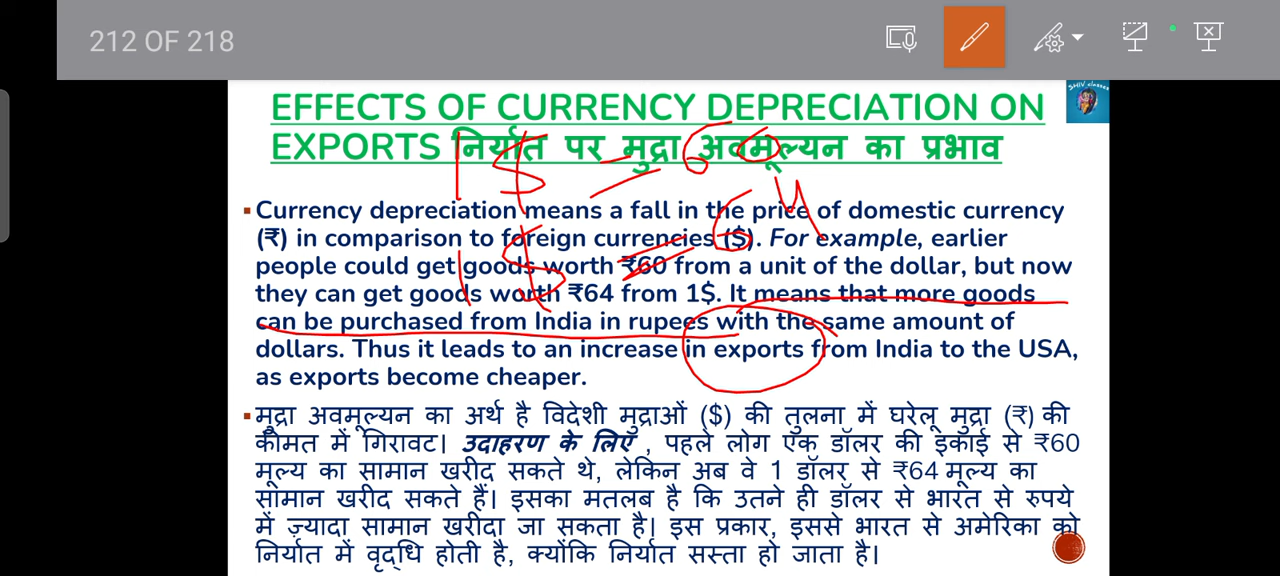 212 OF 218
SHIV classes
EFFECTS OF CURRENCY DEPRECIATION ON
EXPORTS निर्यात पर मुद्रा अवमूल्यन का प्रभाव
1 $ = 60
▪ Currency depreciation means a fall in the price of domestic currency
(₹) in comparison to foreign currencies ($). For example, earlier
1 $ = 64
people could get goods worth ₹60 from a unit of the dollar, but now
they can get goods worth ₹64 from 1$. It means that more goods
can be purchased from India in rupees with the same amount of
dollars. Thus it leads to an increase in exports from India to the USA,
as exports become cheaper.
▪ मुद्रा अवमूल्यन का अर्थ है विदेशी मुद्राओं ($) की तुलना में घरेलू मुद्रा (₹) की
कीमत में गिरावट। उदाहरण के लिए , पहले लोग एक डॉलर की इकाई से ₹60
मूल्य का सामान खरीद सकते थे, लेकिन अब वे 1 डॉलर से ₹64 मूल्य का
सामान खरीद सकते हैं। इसका मतलब है कि उतने ही डॉलर से भारत से रुपये
में ज़्यादा सामान खरीदा जा सकता है। इस प्रकार, इससे भारत से अमेरिका को
निर्यात में वृद्धि होती है, क्योंकि निर्यात सस्ता हो जाता है।